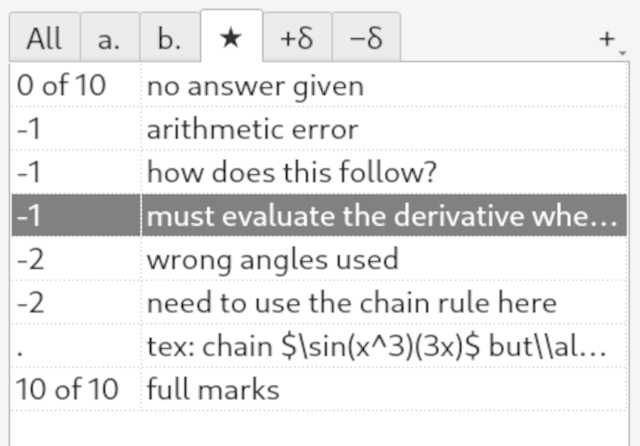 All a. b. ★ +δ −δ +
0 of 10 no answer given
-1 arithmetic error
-1 how does this follow?
-1 must evaluate the derivative whe...
-2 wrong angles used
-2 need to use the chain rule here
. tex: chain $\sin(x^3)(3x)$ but\\al...
10 of 10 full marks